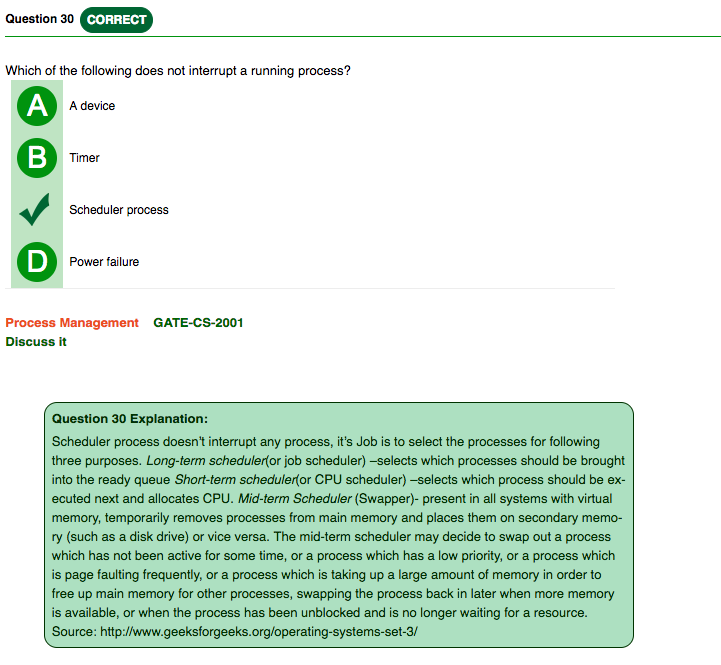 Question 30 CORRECT
Which of the following does not interrupt a running process?
A A device
B Timer
Scheduler process
D Power failure
Process Management GATE-CS-2001
Discuss it
Question 30 Explanation:
Scheduler process doesn't interrupt any process, it's Job is to select the processes for following
three purposes. Long-term scheduler(or job scheduler) –selects which processes should be brought
into the ready queue Short-term scheduler(or CPU scheduler) –selects which process should be ex-
ecuted next and allocates CPU. Mid-term Scheduler (Swapper)- present in all systems with virtual
memory, temporarily removes processes from main memory and places them on secondary memo-
ry (such as a disk drive) or vice versa. The mid-term scheduler may decide to swap out a process
which has not been active for some time, or a process which has a low priority, or a process which
is page faulting frequently, or a process which is taking up a large amount of memory in order to
free up main memory for other processes, swapping the process back in later when more memory
is available, or when the process has been unblocked and is no longer waiting for a resource.
Source: http://www.geeksforgeeks.org/operating-systems-set-3/